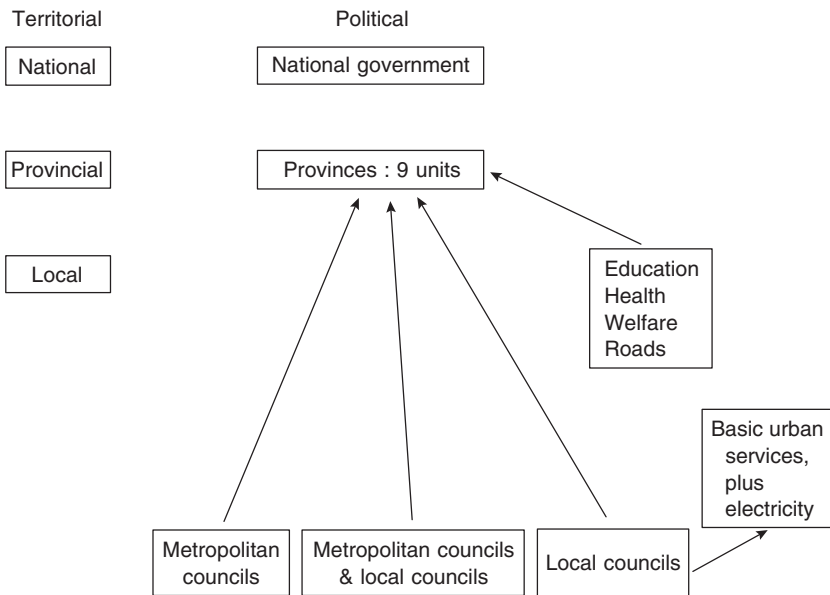 Territorial
Political
National
National government
Provincial
Provinces : 9 units
Local
Education
Health
Welfare
Roads
Basic urban
services,
plus
electricity
Metropolitan
councils
Metropolitan councils
& local councils
Local councils